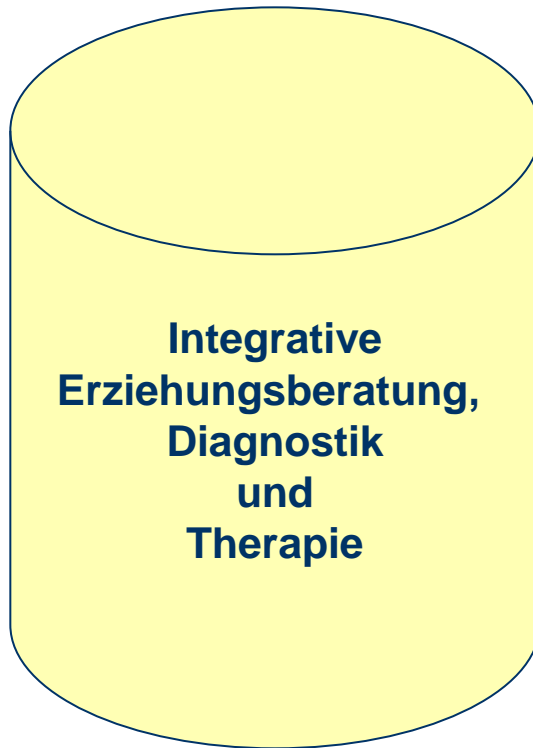 Integrative
Erziehungsberatung,
Diagnostik
und
Therapie